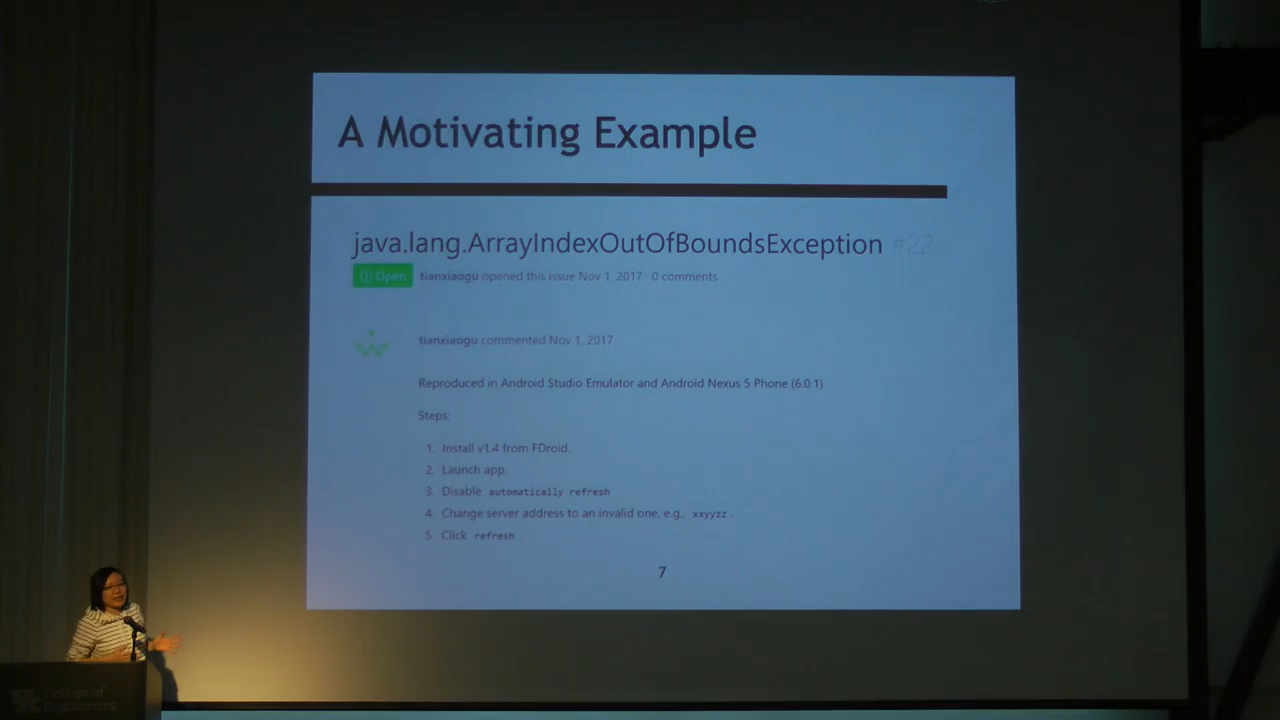 A Motivating Example
java.lang.ArrayIndexOutOfBoundsException #22
Open tianxiaogu opened this issue Nov 1, 2017 · 0 comments
tianxiaogu commented Nov 1, 2017
Reproduced in Android Studio Emulator and Android Nexus 5 Phone (6.0.1)
Steps:
1. Install v1.4 from FDroid.
2. Launch app.
3. Disable automatically refresh
4. Change server address to an invalid one, e.g., xxyyzz .
5. Click refresh
7
College of
Engineering